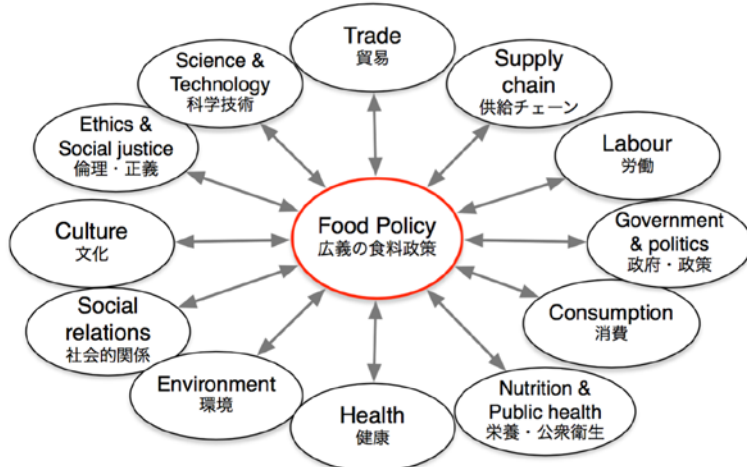 Trade
貿易
Supply
chain
供給チェーン
Labour
労働
Government
& politics
政府・政策
Consumption
消費
Nutrition &
Public health
栄養・公衆衛生
Health
健康
Environment
環境
Social
relations
社会的関係
Culture
文化
Ethics &
Social justice
倫理・正義
Science &
Technology
科学技術
Food Policy
広義の食料政策